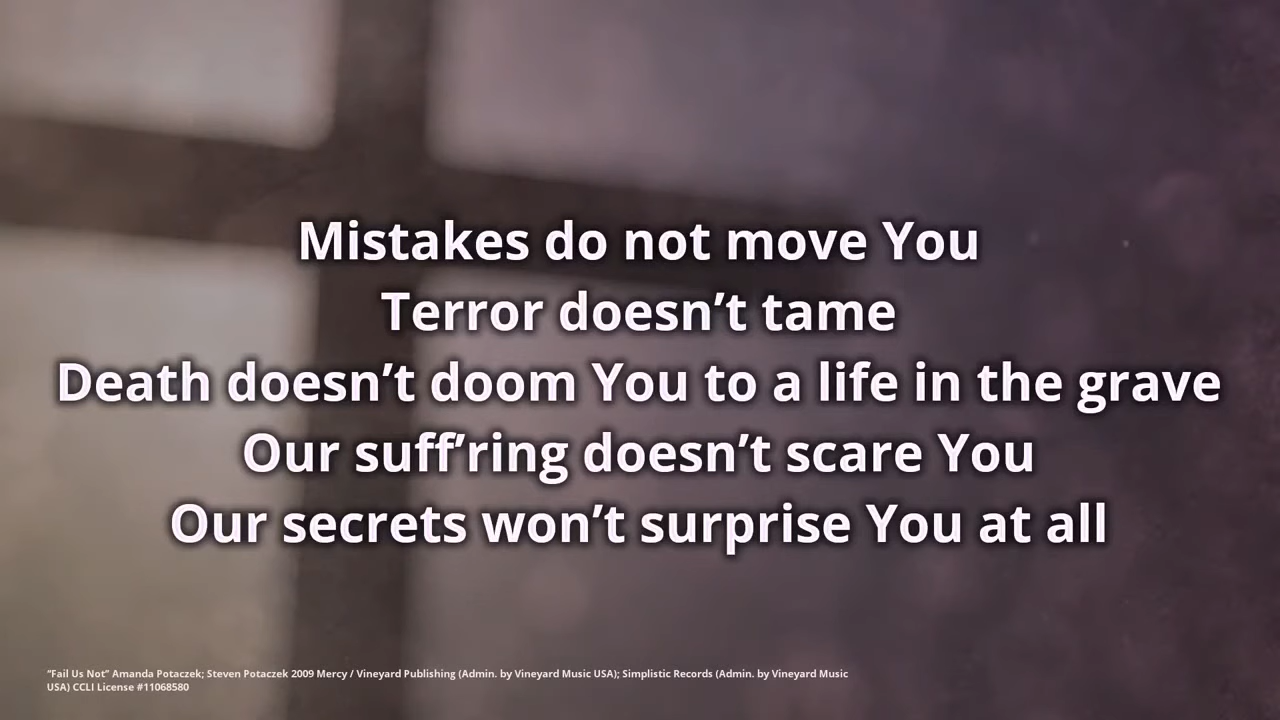 Mistakes do not move You
Terror doesn’t tame
Death doesn’t doom You to a life in the grave
Our suff’ring doesn’t scare You
Our secrets won’t surprise You at all
“Fail Us Not” Amanda Potaczek; Steven Potaczek 2009 Mercy / Vineyard Publishing (Admin. by Vineyard Music USA); Simplistic Records (Admin. by Vineyard Music
USA) CCLI License #11068580